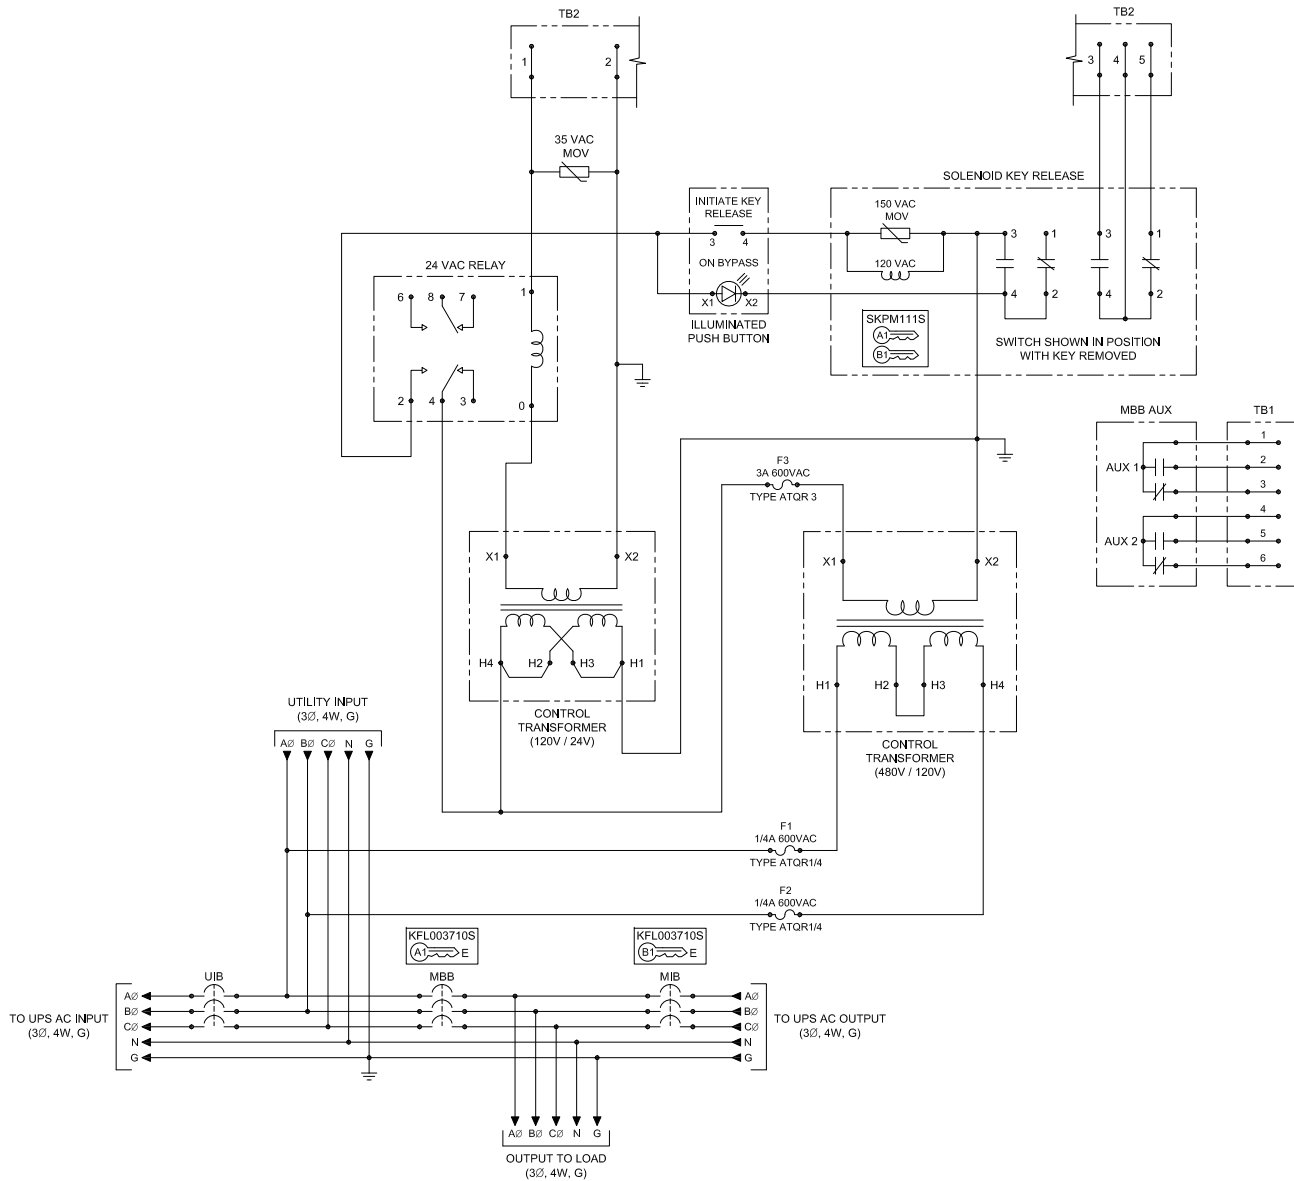 TB2
1
2
TB2
3
4
5
35 VAC
MOV
SOLENOID KEY RELEASE
INITIATE KEY
RELEASE
3
4
ON BYPASS
X1
X2
ILLUMINATED
PUSH BUTTON
150 VAC
MOV
120 VAC
3
1
3
1
4
2
4
2
SKPM111S
A1
B1
SWITCH SHOWN IN POSITION
WITH KEY REMOVED
24 VAC RELAY
6
8
7
1
2
4
3
0
MBB AUX
TB1
AUX 1
1
2
3
AUX 2
4
5
6
F3
3A 600VAC
TYPE ATQR 3
X1
X2
H4
H2
H3
H1
CONTROL
TRANSFORMER
(120V / 24V)
X1
X2
H1
H2
H3
H4
CONTROL
TRANSFORMER
(480V / 120V)
UTILITY INPUT
(3Ø, 4W, G)
AØ BØ CØ N G
F1
1/4A 600VAC
TYPE ATQR1/4
F2
1/4A 600VAC
TYPE ATQR1/4
KFL003710S
A1 E
KFL003710S
B1 E
UIB
MBB
MIB
TO UPS AC INPUT
(3Ø, 4W, G)
AØ
BØ
CØ
N
G
AØ
BØ
CØ
N
G
TO UPS AC OUTPUT
(3Ø, 4W, G)
AØ BØ CØ N G
OUTPUT TO LOAD
(3Ø, 4W, G)